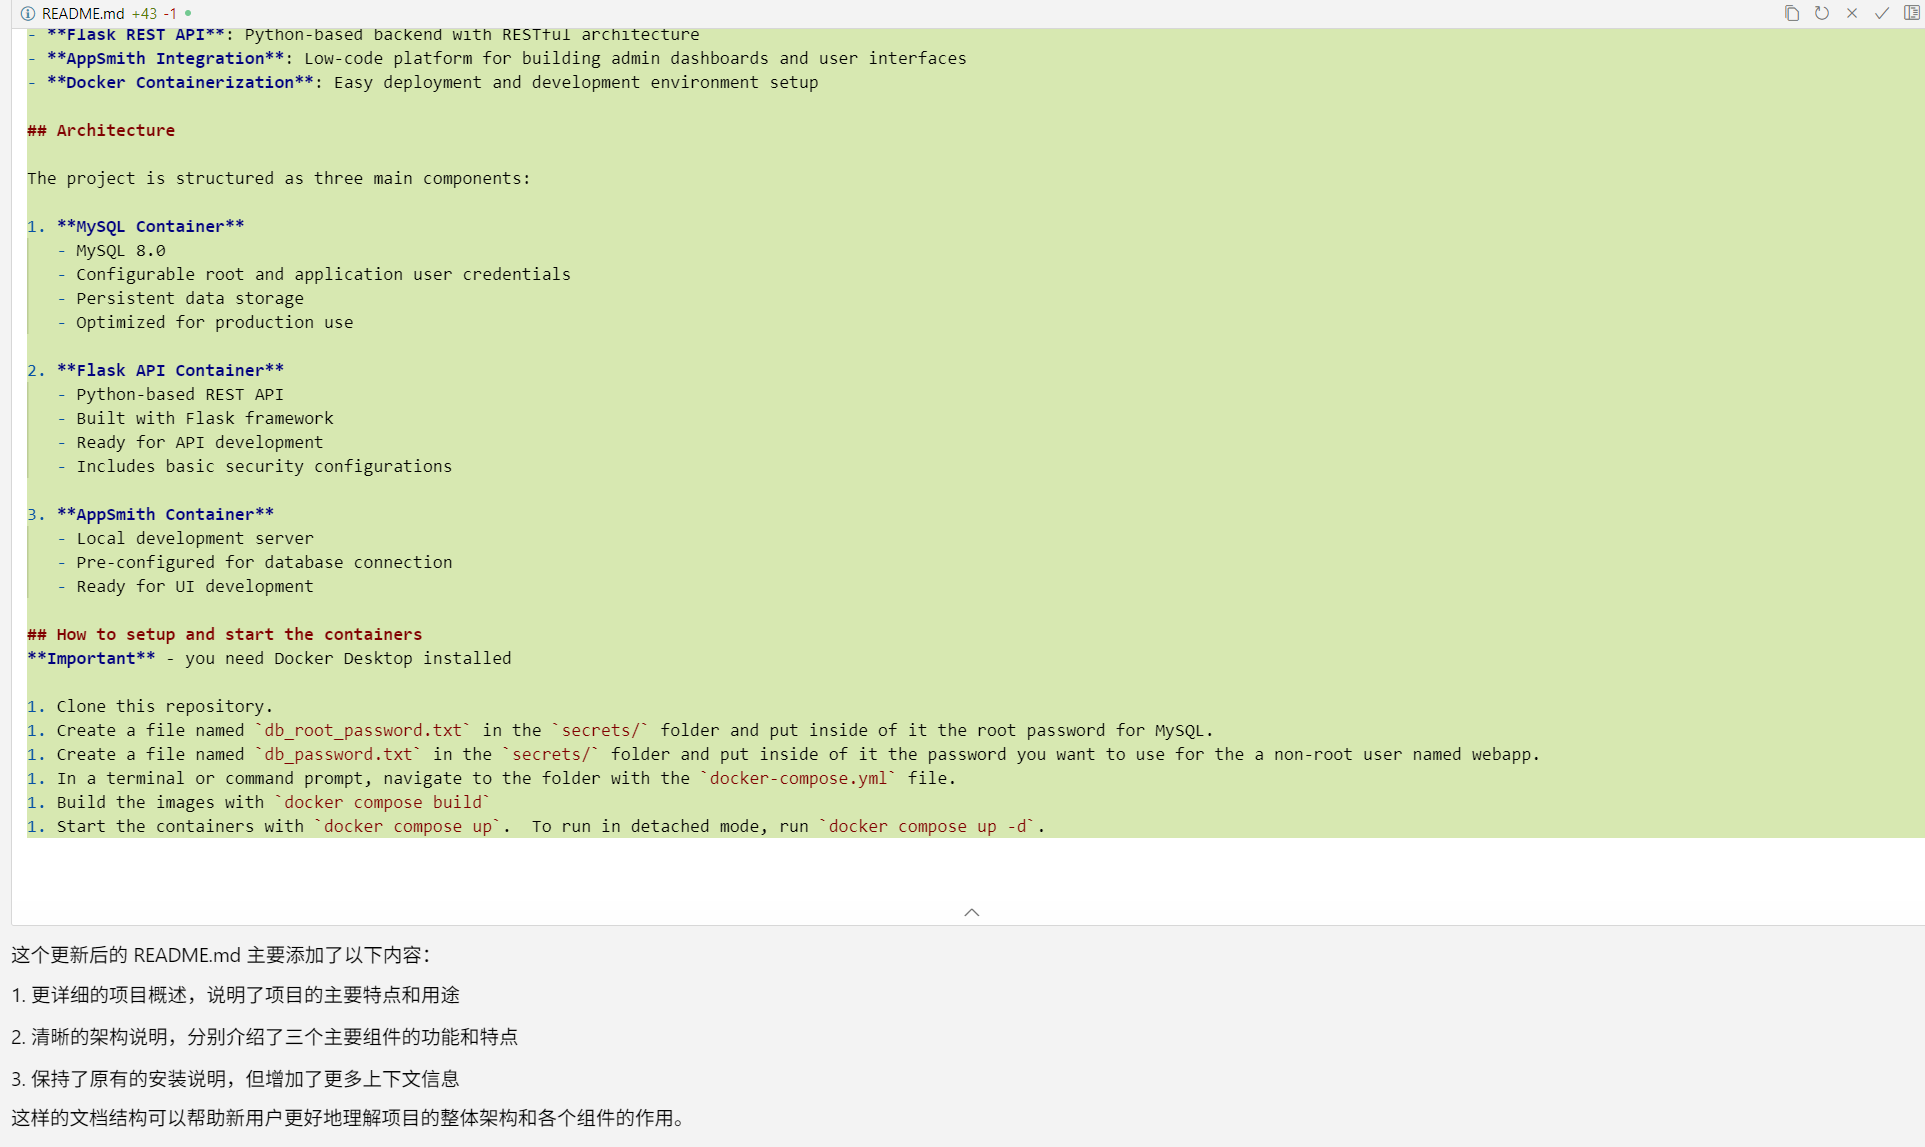 README.md +43 -1
- **Flask REST API**: Python-based backend with RESTful architecture
- **AppSmith Integration**: Low-code platform for building admin dashboards and user interfaces
- **Docker Containerization**: Easy deployment and development environment setup
## Architecture
The project is structured as three main components:
1. **MySQL Container**
- MySQL 8.0
- Configurable root and application user credentials
- Persistent data storage
- Optimized for production use
2. **Flask API Container**
- Python-based REST API
- Built with Flask framework
- Ready for API development
- Includes basic security configurations
3. **AppSmith Container**
- Local development server
- Pre-configured for database connection
- Ready for UI development
## How to setup and start the containers
**Important** - you need Docker Desktop installed
1. Clone this repository.
1. Create a file named `db_root_password.txt` in the `secrets/` folder and put inside of it the root password for MySQL.
1. Create a file named `db_password.txt` in the `secrets/` folder and put inside of it the password you want to use for the a non-root user named webapp.
1. In a terminal or command prompt, navigate to the folder with the `docker-compose.yml` file.
1. Build the images with `docker compose build`
1. Start the containers with `docker compose up`.  To run in detached mode, run `docker compose up -d`.
这个更新后的 README.md 主要添加了以下内容：
1. 更详细的项目概述，说明了项目的主要特点和用途
2. 清晰的架构说明，分别介绍了三个主要组件的功能和特点
3. 保持了原有的安装说明，但增加了更多上下文信息
这样的文档结构可以帮助新用户更好地理解项目的整体架构和各个组件的作用。